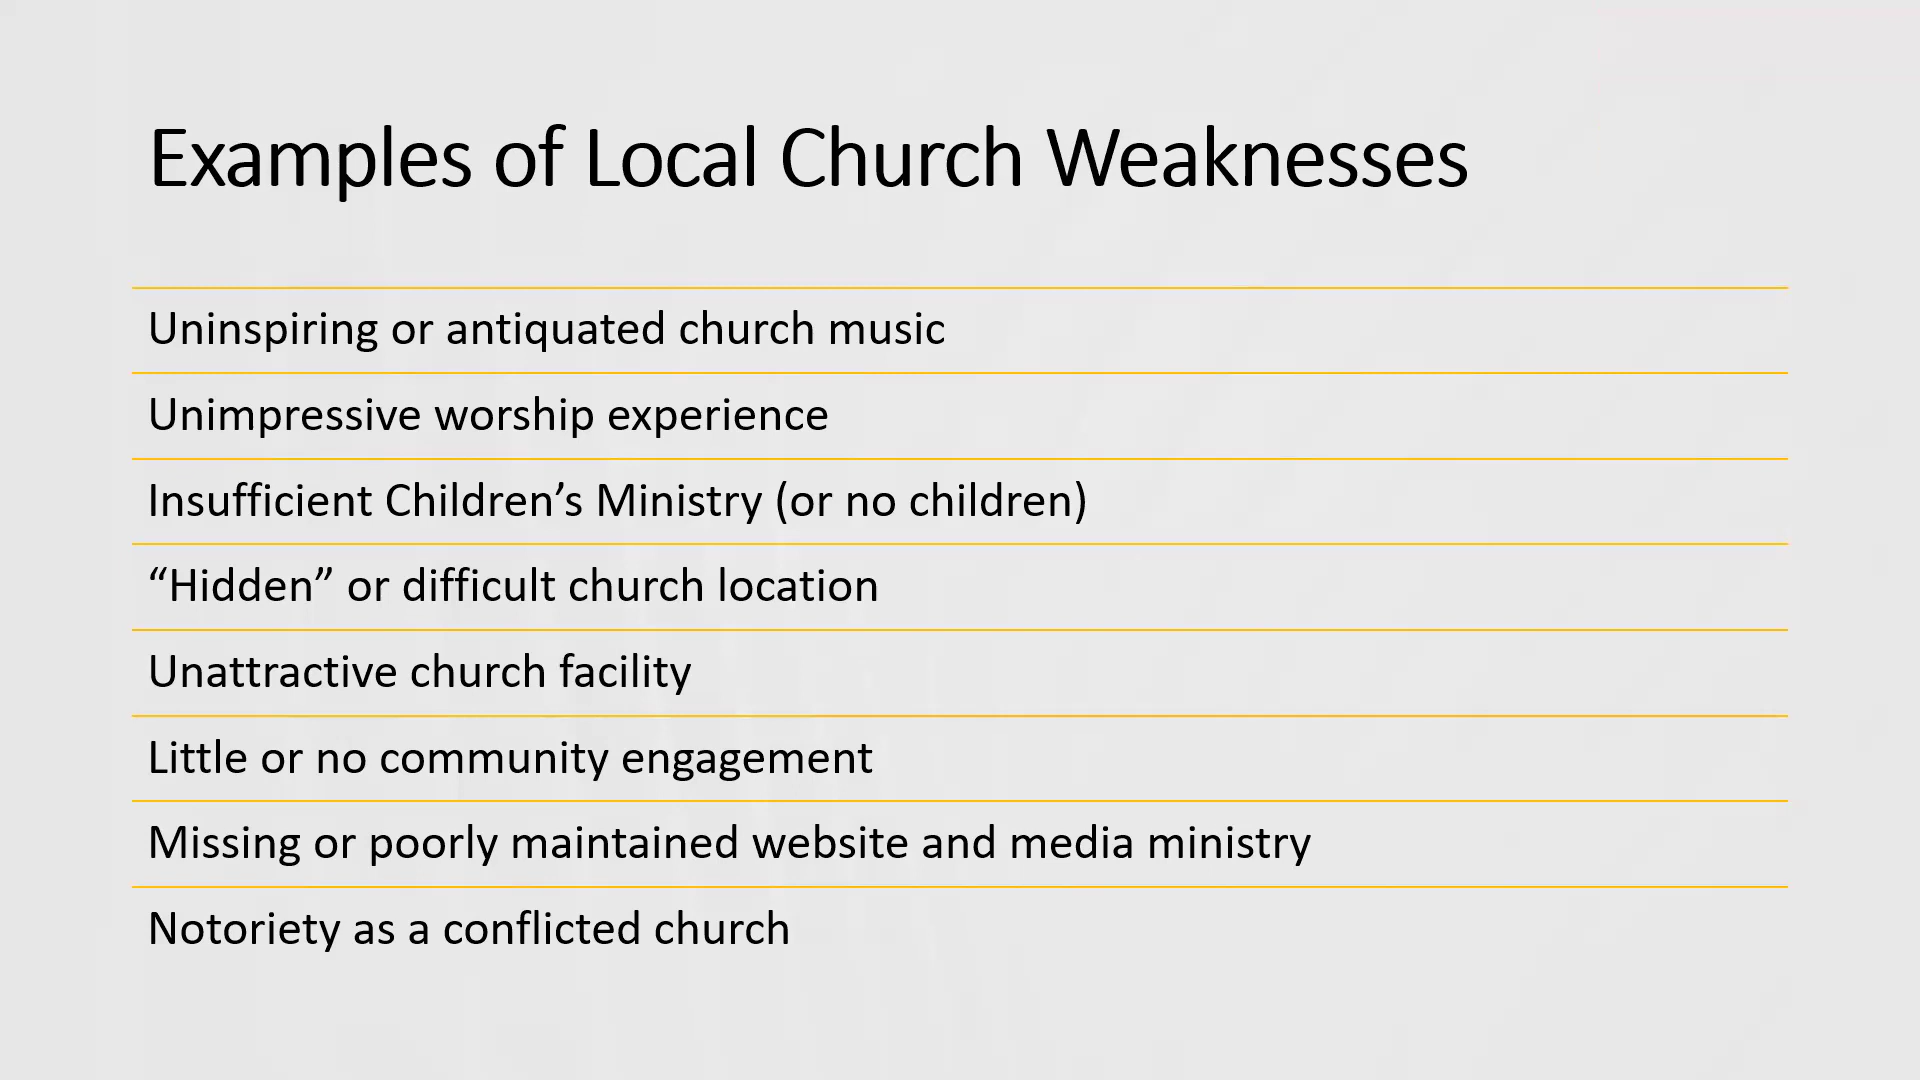 Examples of Local Church Weaknesses
Uninspiring or antiquated church music
Unimpressive worship experience
Insufficient Children’s Ministry (or no children)
“Hidden” or difficult church location
Unattractive church facility
Little or no community engagement
Missing or poorly maintained website and media ministry
Notoriety as a conflicted church